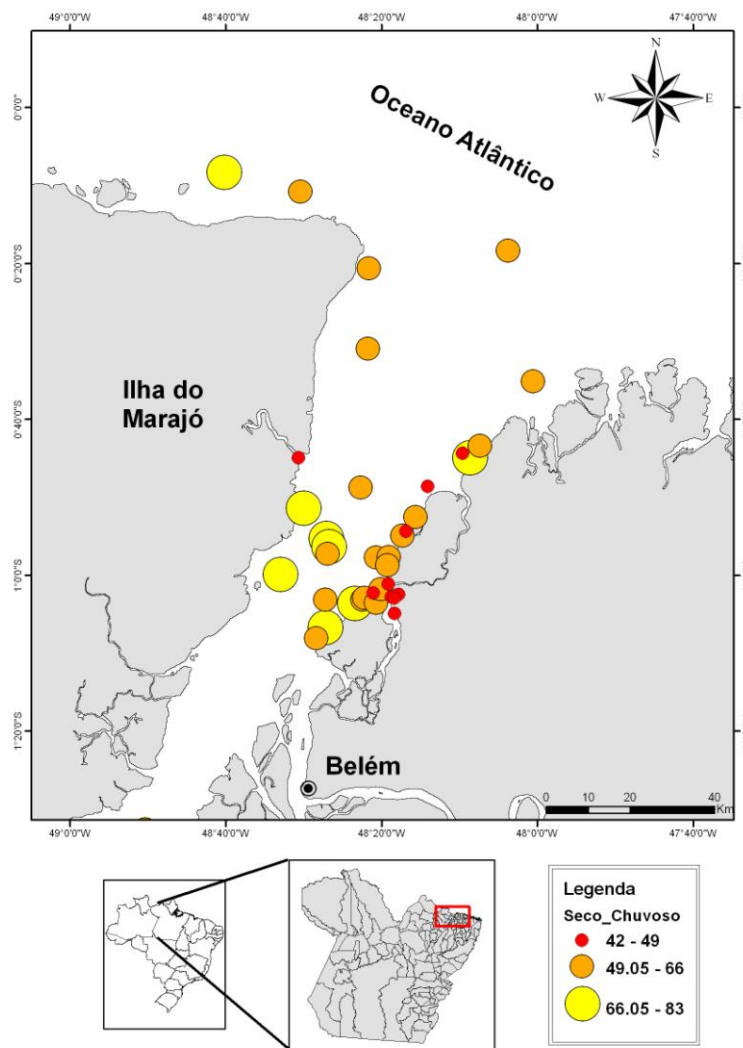 49°0'0"W 48°40'0"W 48°20'0"W 48°0'0"W 47°40'0"W
N
W E
S
0°0'0"
Oceano Atlântico
0°20'0"S
Ilha do
Marajó
0°40'0"S
1°0'0"S
1°20'0"S
Belém
0 10 20 40
Km
49°0'0"W 48°40'0"W 48°20'0"W 48°0'0"W 47°40'0"W
Legenda
Seco_Chuvoso
42 - 49
49.05 - 66
66.05 - 83